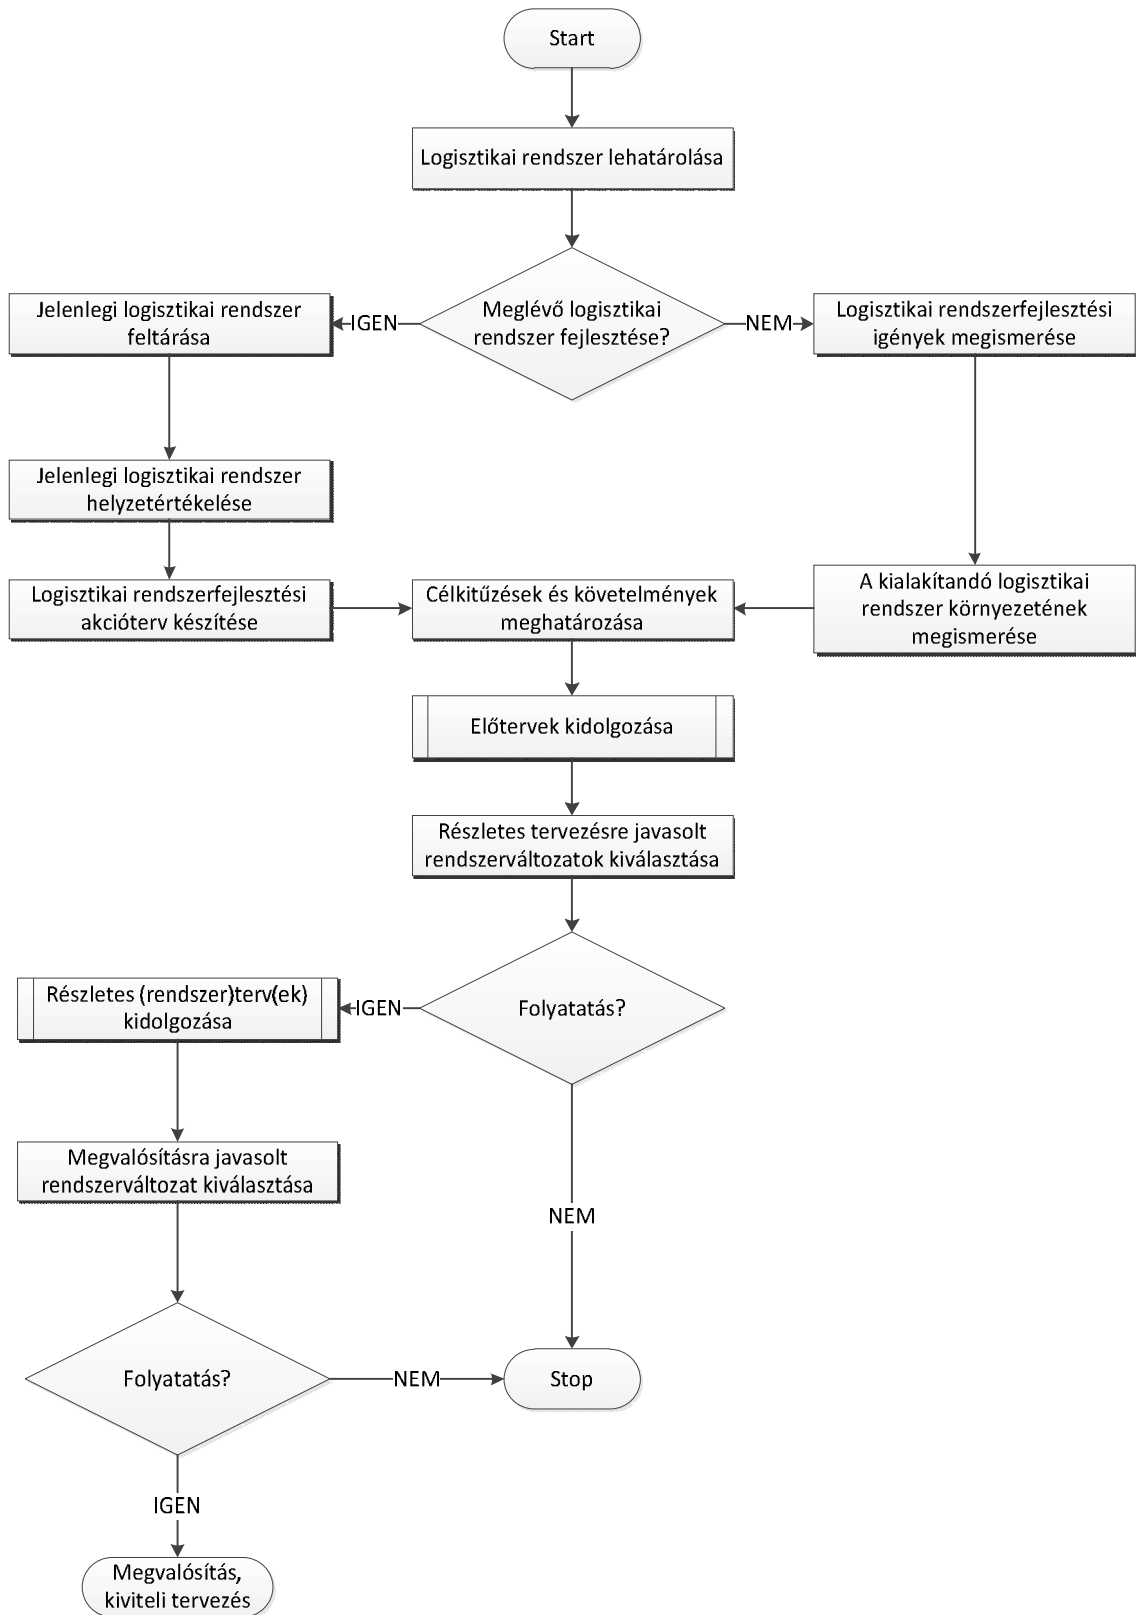 Start
Logisztikai rendszer lehatárolása
Meglévő logisztikai
rendszer fejlesztése?
IGEN
NEM
Jelenlegi logisztikai rendszer
feltárása
Logisztikai rendszerfejlesztési
igények megismerése
Jelenlegi logisztikai rendszer
helyzetértékelése
Logisztikai rendszerfejlesztési
akcióterv készítése
Célkitűzések és követelmények
meghatározása
A kialakítandó logisztikai
rendszer környezetének
megismerése
Előtervek kidolgozása
Részletes tervezésre javasolt
rendszerváltozatok kiválasztása
Folyatatás?
IGEN
Részletes (rendszer)terv(ek)
kidolgozása
Megvalósításra javasolt
rendszerváltozat kiválasztása
NEM
Folyatatás?
NEM
Stop
IGEN
Megvalósítás,
kiviteli tervezés